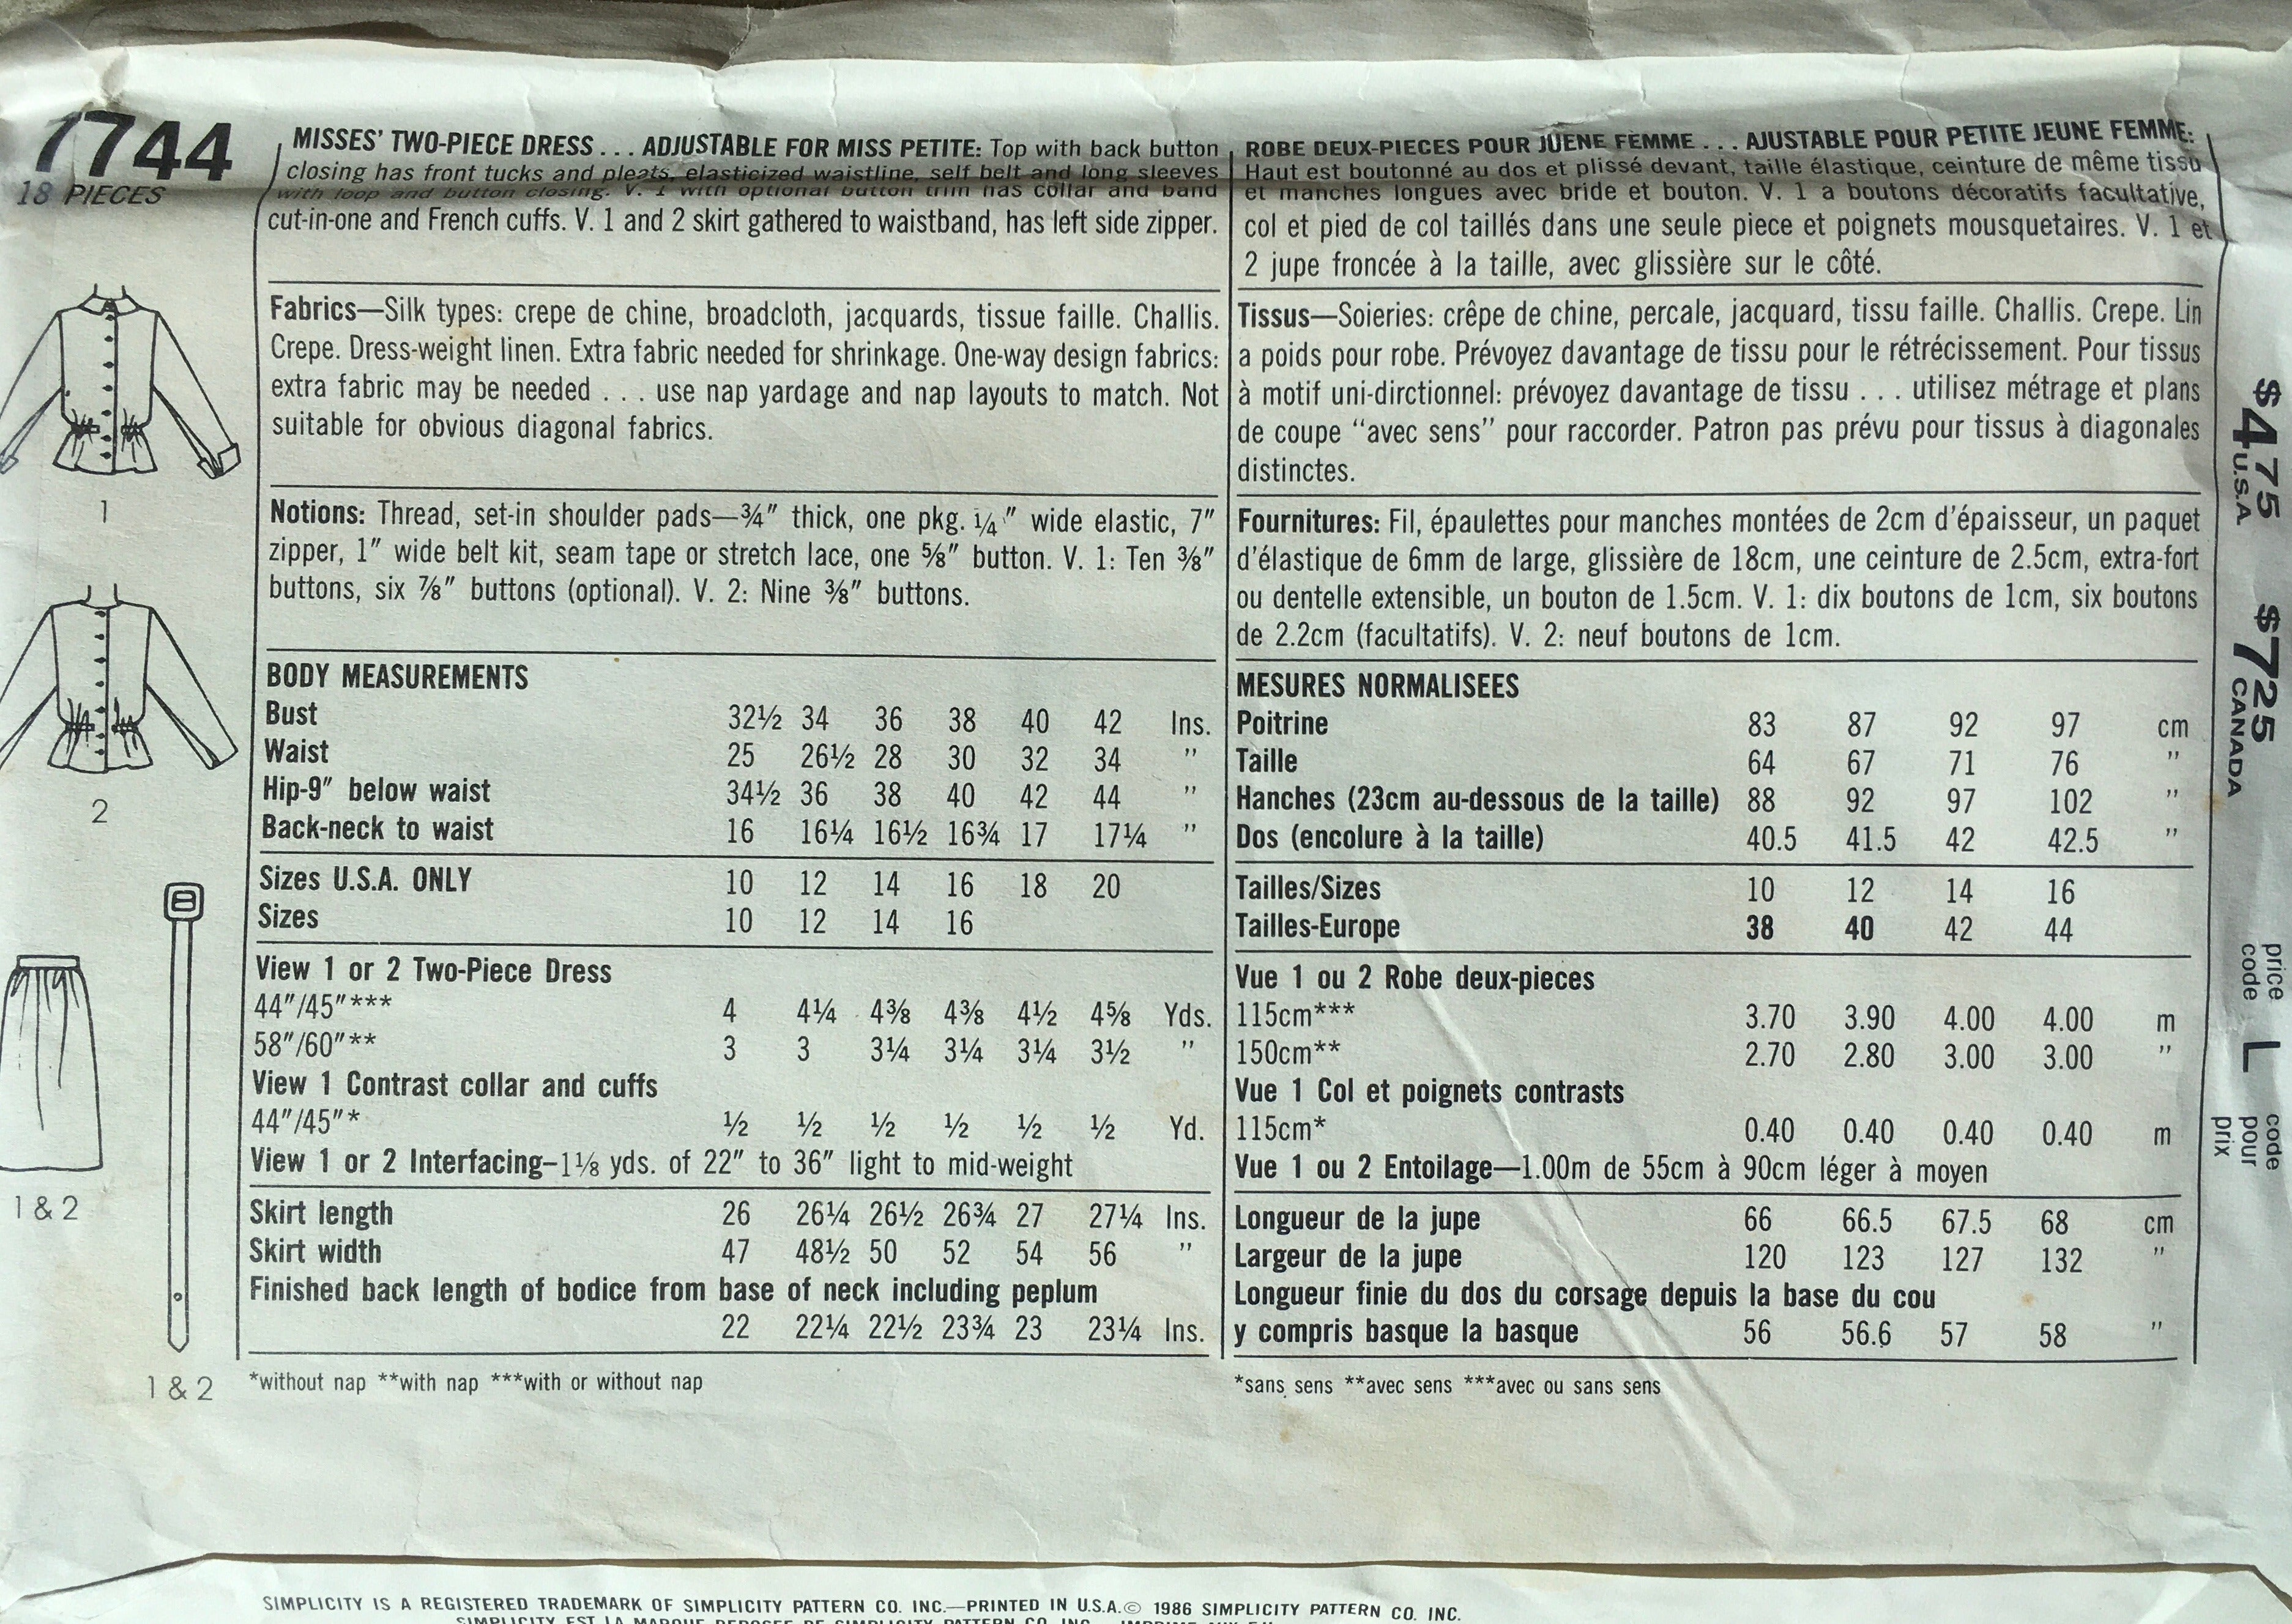 7744
18 PIECES
MISSES' TWO-PIECE DRESS . . . ADJUSTABLE FOR MISS PETITE: Top with back button
closing has front tucks and pleats, elasticized waistline, self belt and long sleeves
with loop and button closing. V. 1 with optional button trim has collar and band
cut-in-one and French cuffs. V. 1 and 2 skirt gathered to waistband, has left side zipper.
Fabrics—Silk types: crepe de chine, broadcloth, jacquards, tissue faille. Challis.
Crepe. Dress-weight linen. Extra fabric needed for shrinkage. One-way design fabrics:
extra fabric may be needed . . . use nap yardage and nap layouts to match. Not
suitable for obvious diagonal fabrics.
Notions: Thread, set-in shoulder pads—¾" thick, one pkg. ¼" wide elastic, 7"
zipper, 1" wide belt kit, seam tape or stretch lace, one ⅝" button. V. 1: Ten ⅜"
buttons, six ⅞" buttons (optional). V. 2: Nine ⅜" buttons.
BODY MEASUREMENTS
Bust 32½ 34 36 38 40 42 Ins.
Waist 25 26½ 28 30 32 34 "
Hip-9" below waist 34½ 36 38 40 42 44 "
Back-neck to waist 16 16¼ 16½ 16¾ 17 17¼ "
Sizes U.S.A. ONLY 10 12 14 16 18 20
Sizes 10 12 14 16
View 1 or 2 Two-Piece Dress
44"/45"*** 4 4¼ 4⅜ 4⅜ 4½ 4⅝ Yds.
58"/60"** 3 3 3¼ 3¼ 3¼ 3½ "
View 1 Contrast collar and cuffs
44"/45"* ½ ½ ½ ½ ½ ½ Yd.
View 1 or 2 Interfacing–1⅛ yds. of 22" to 36" light to mid-weight
Skirt length 26 26¼ 26½ 26¾ 27 27¼ Ins.
Skirt width 47 48½ 50 52 54 56 "
Finished back length of bodice from base of neck including peplum
22 22¼ 22½ 23¾ 23 23¼ Ins.
*without nap **with nap ***with or without nap
ROBE DEUX-PIECES POUR JUENE FEMME . . . AJUSTABLE POUR PETITE JEUNE FEMME:
Haut est boutonné au dos et plissé devant, taille élastique, ceinture de même tissu
et manches longues avec bride et bouton. V. 1 a boutons décoratifs facultative,
col et pied de col taillés dans une seule piece et poignets mousquetaires. V. 1 et
2 jupe froncée à la taille, avec glissière sur le côté.
Tissus—Soieries: crêpe de chine, percale, jacquard, tissu faille. Challis. Crepe. Lin
a poids pour robe. Prévoyez davantage de tissu pour le rétrécissement. Pour tissus
à motif uni-dirctionnel: prévoyez davantage de tissu . . . utilisez métrage et plans
de coupe "avec sens" pour raccorder. Patron pas prévu pour tissus à diagonales
distinctes.
Fournitures: Fil, épaulettes pour manches montées de 2cm d'épaisseur, un paquet
d'élastique de 6mm de large, glissière de 18cm, une ceinture de 2.5cm, extra-fort
ou dentelle extensible, un bouton de 1.5cm. V. 1: dix boutons de 1cm, six boutons
de 2.2cm (facultatifs). V. 2: neuf boutons de 1cm.
MESURES NORMALISEES
Poitrine 83 87 92 97 cm
Taille 64 67 71 76 "
Hanches (23cm au-dessous de la taille) 88 92 97 102 "
Dos (encolure à la taille) 40.5 41.5 42 42.5 "
Tailles/Sizes 10 12 14 16
Tailles-Europe 38 40 42 44
Vue 1 ou 2 Robe deux-pieces
115cm*** 3.70 3.90 4.00 4.00 m
150cm** 2.70 2.80 3.00 3.00 "
Vue 1 Col et poignets contrasts
115cm* 0.40 0.40 0.40 0.40 m
Vue 1 ou 2 Entoilage—1.00m de 55cm à 90cm léger à moyen
Longueur de la jupe 66 66.5 67.5 68 cm
Largeur de la jupe 120 123 127 132 "
Longueur finie du dos du corsage depuis la base du cou
y compris basque la basque 56 56.6 57 58 "
*sans sens **avec sens ***avec ou sans sens
1
2
1 & 2
1 & 2
$475 U.S.A
$725 CANADA
price code L code pour prix
SIMPLICITY IS A REGISTERED TRADEMARK OF SIMPLICITY PATTERN CO. INC.—PRINTED IN U.S.A.© 1986 SIMPLICITY PATTERN CO. INC.
SIMPLICITY EST LA MARQUE DEPOSEE DE SIMPLICITY PATTERN CO. INC.